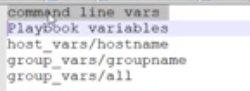 command line vars
Playbook variables
host_vars/hostname
group_vars/groupname
group_vars/all